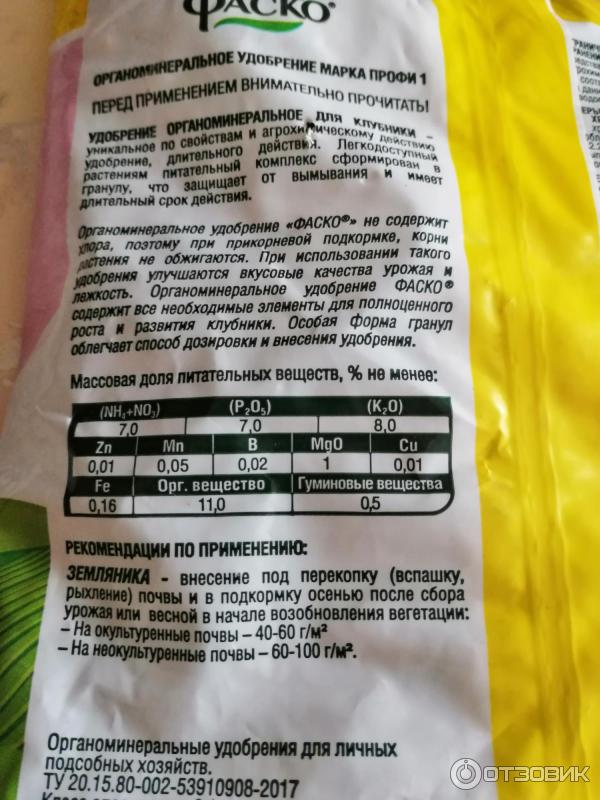 ФАСКО®
ОРГАНОМИНЕРАЛЬНОЕ УДОБРЕНИЕ МАРКА ПРОФИ 1
ПЕРЕД ПРИМЕНЕНИЕМ ВНИМАТЕЛЬНО ПРОЧИТАТЬ!
УДОБРЕНИЕ ОРГАНОМИНЕРАЛЬНОЕ ДЛЯ КЛУБНИКИ –
уникальное по свойствам и агрохимическому действию
удобрение, длительного действия. Легкодоступный
растениям питательный комплекс сформирован в
гранулу, что защищает от вымывания и имеет
длительный срок действия.
Органоминеральное удобрение «ФАСКО®» не содержит
хлора, поэтому при прикорневой подкормке, корни
растения не обжигаются. При использовании такого
удобрения улучшаются вкусовые качества урожая и
лежкость. Органоминеральное удобрение ФАСКО®
содержит все необходимые элементы для полноценного
роста и развития клубники. Особая форма гранул
облегчает способ дозировки и внесения удобрения.
Массовая доля питательных веществ, % не менее:
(NH₄+NO₃) (P₂O₅) (K₂O)
7,0 7,0 8,0
Zn Mn B MgO Cu
0,01 0,05 0,02 1 0,01
Fe Орг. вещество Гуминовые вещества
0,16 11,0 0,5
РЕКОМЕНДАЦИИ ПО ПРИМЕНЕНИЮ:
ЗЕМЛЯНИКА - внесение под перекопку (вспашку,
рыхление) почвы и в подкормку осенью после сбора
урожая или весной в начале возобновления вегетации:
– На окультуренные почвы – 40-60 г/м²
– На неокультуренные почвы – 60-100 г/м².
Органоминеральные удобрения для личных
подсобных хозяйств.
ТУ 20.15.80-002-53910908-2017
ОТЗОВИК